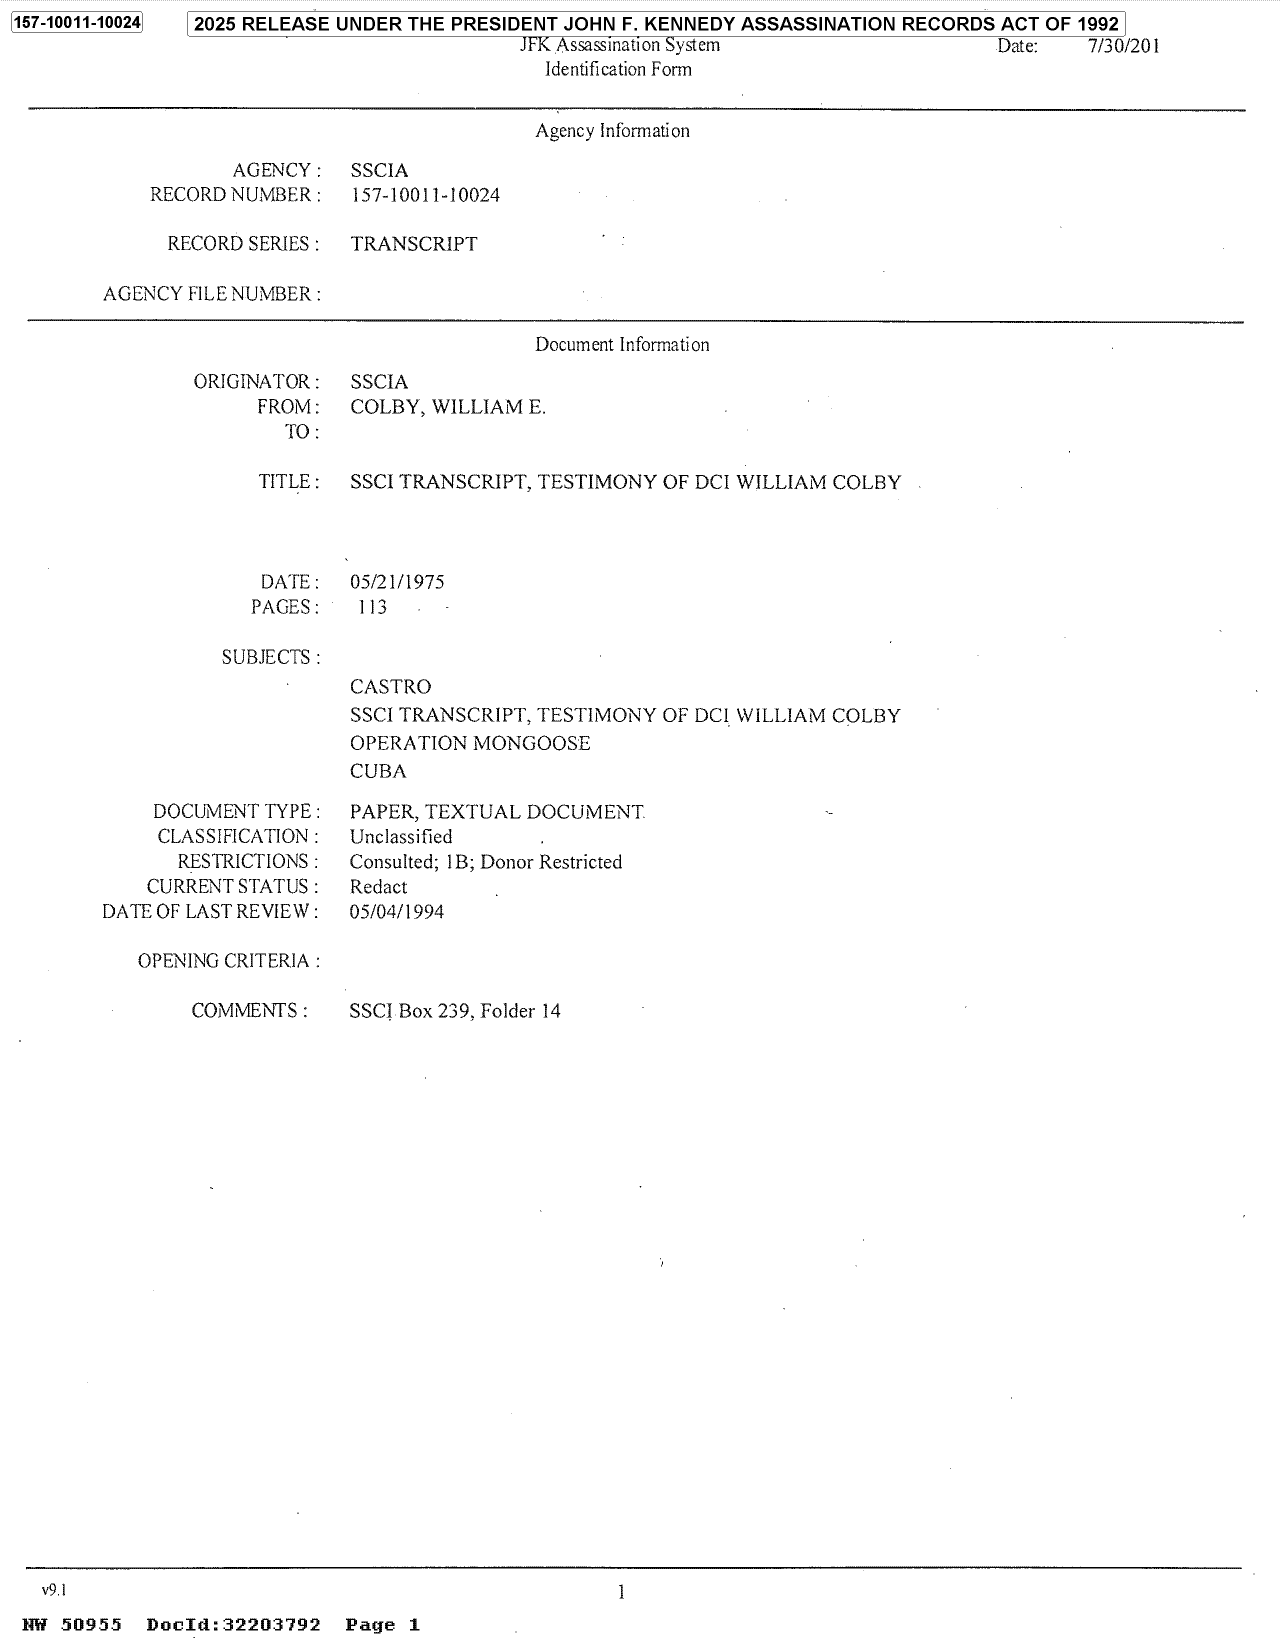 157-10011-10024
2025 RELEASE UNDER THE PRESIDENT JOHN F. KENNEDY ASSASSINATION RECORDS ACT OF 1992
JFK Assassination System
Date: 7/30/201
Identification Form
Agency Information
AGENCY : SSCIA
RECORD NUMBER : 157-10011-10024
RECORD SERIES : TRANSCRIPT
AGENCY FILE NUMBER :
Document Information
ORIGINATOR : SSCIA
FROM : COLBY, WILLIAM E.
TO :
TITLE : SSCI TRANSCRIPT, TESTIMONY OF DCI WILLIAM COLBY
DATE : 05/21/1975
PAGES : 113
SUBJECTS :
CASTRO
SSCI TRANSCRIPT, TESTIMONY OF DCI WILLIAM COLBY
OPERATION MONGOOSE
CUBA
DOCUMENT TYPE : PAPER, TEXTUAL DOCUMENT
CLASSIFICATION : Unclassified
RESTRICTIONS : Consulted; 1B; Donor Restricted
CURRENT STATUS : Redact
DATE OF LAST REVIEW : 05/04/1994
OPENING CRITERIA :
COMMENTS : SSCI Box 239, Folder 14
v9.1
1
NW 50955 DocId:32203792 Page 1